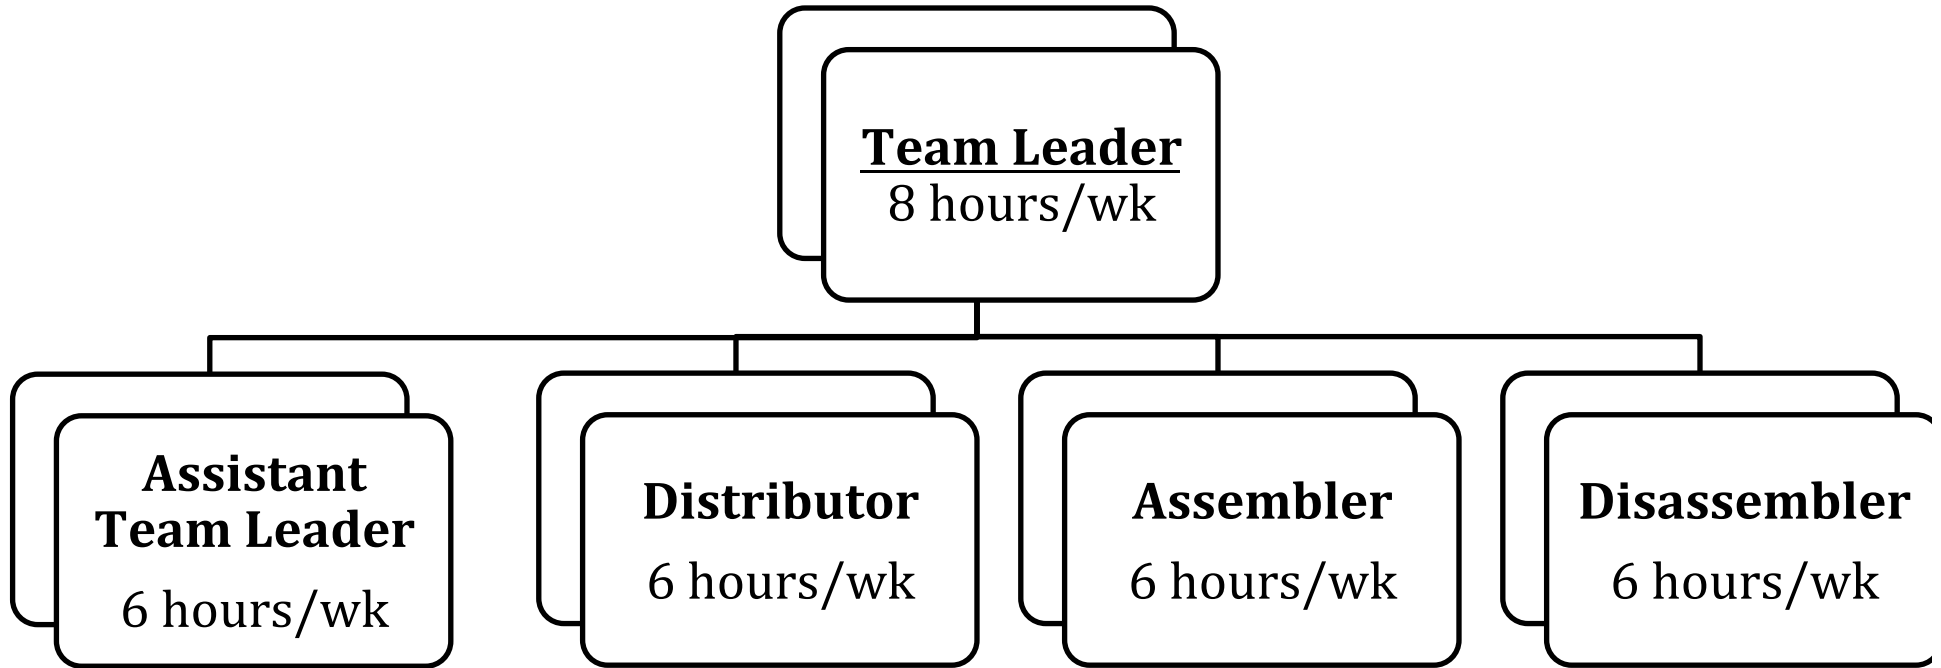 Team Leader
8 hours/wk
Assistant
Team Leader
6 hours/wk
Distributor
6 hours/wk
Assembler
6 hours/wk
Disassembler
6 hours/wk